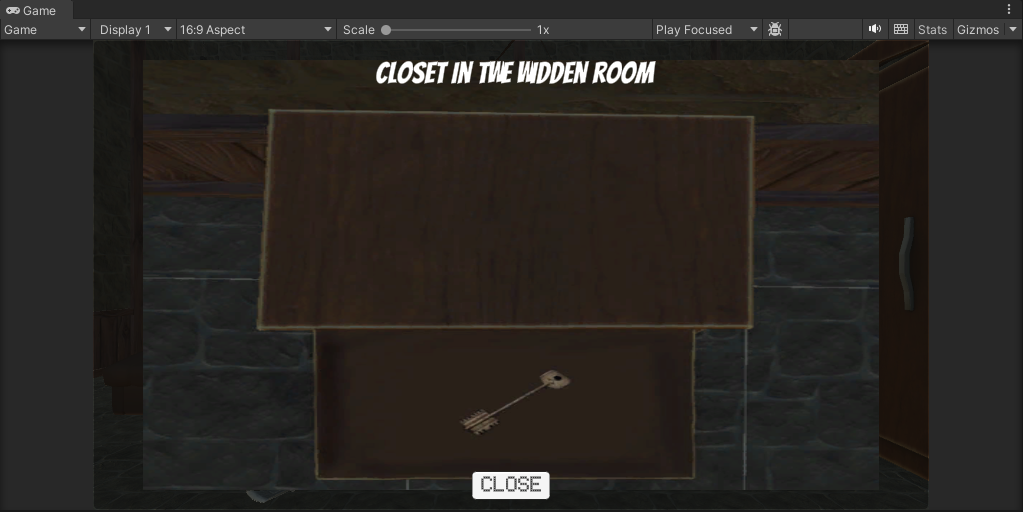 Game
Game Display 1 16:9 Aspect Scale 1x Play Focused Stats Gizmos
CLOSET IN THE HIDDEN ROOM
CLOSE